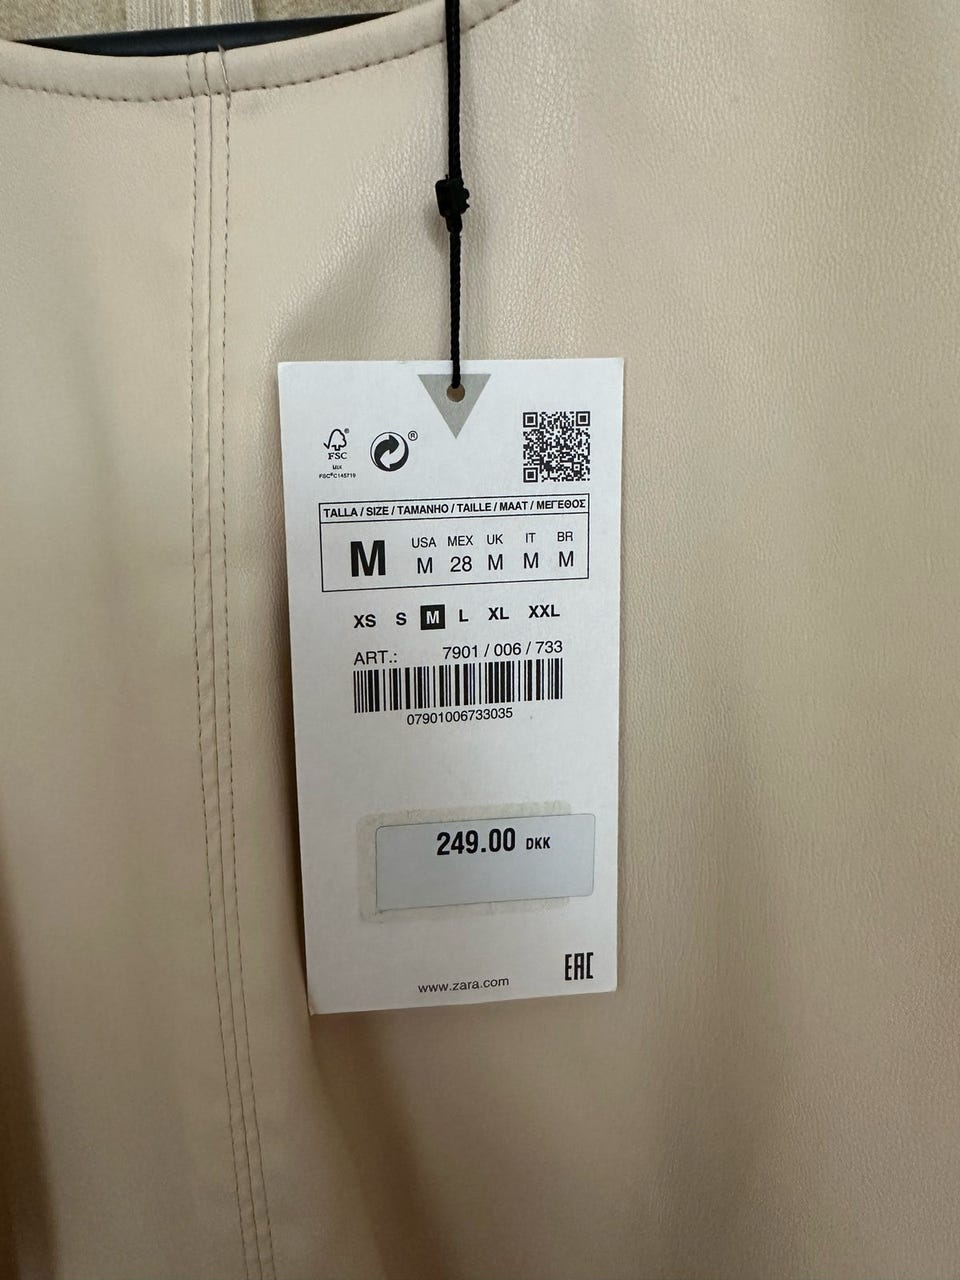 FSC®
MIX
FSC® C145719
®
TALLA / SIZE / TAMANHO / TAILLE / MAAT / ΜΕΓΕΘΟΣ
USA MEX UK IT BR
M M 28 M M M
XS S M L XL XXL
ART.: 7901 / 006 / 733
07901006733035
249.00 DKK
EAC
www.zara.com